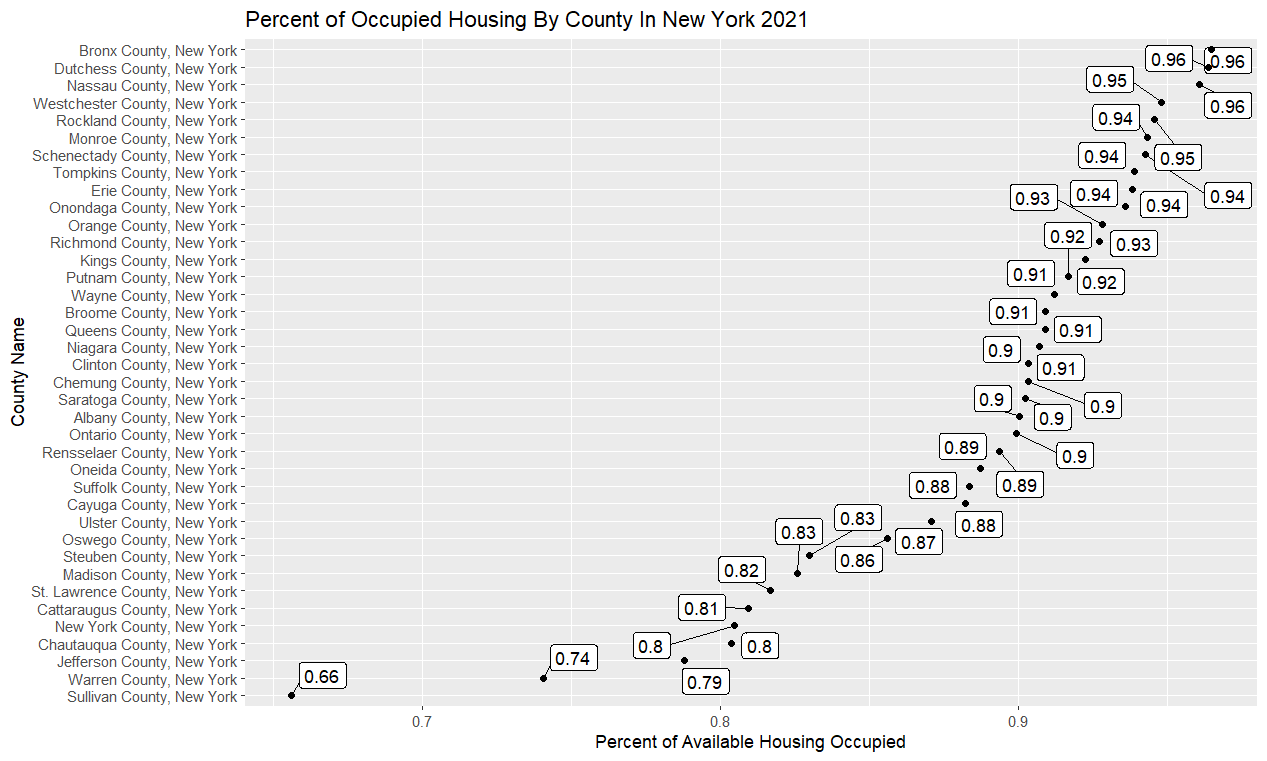 Percent of Occupied Housing By County In New York 2021
County Name
Bronx County, New York
Dutchess County, New York
Nassau County, New York
Westchester County, New York
Rockland County, New York
Monroe County, New York
Schenectady County, New York
Tompkins County, New York
Erie County, New York
Onondaga County, New York
Orange County, New York
Richmond County, New York
Kings County, New York
Putnam County, New York
Wayne County, New York
Broome County, New York
Queens County, New York
Niagara County, New York
Clinton County, New York
Chemung County, New York
Saratoga County, New York
Albany County, New York
Ontario County, New York
Rensselaer County, New York
Oneida County, New York
Suffolk County, New York
Cayuga County, New York
Ulster County, New York
Oswego County, New York
Steuben County, New York
Madison County, New York
St. Lawrence County, New York
Cattaraugus County, New York
New York County, New York
Chautauqua County, New York
Jefferson County, New York
Warren County, New York
Sullivan County, New York
0.96
0.96
0.95
0.96
0.94
0.94
0.95
0.94
0.94
0.93
0.94
0.92
0.93
0.91
0.92
0.91
0.91
0.9
0.91
0.9
0.9
0.9
0.89
0.9
0.88
0.89
0.83
0.88
0.83
0.87
0.86
0.82
0.81
0.8
0.8
0.74
0.66
0.79
0.7
0.8
0.9
Percent of Available Housing Occupied